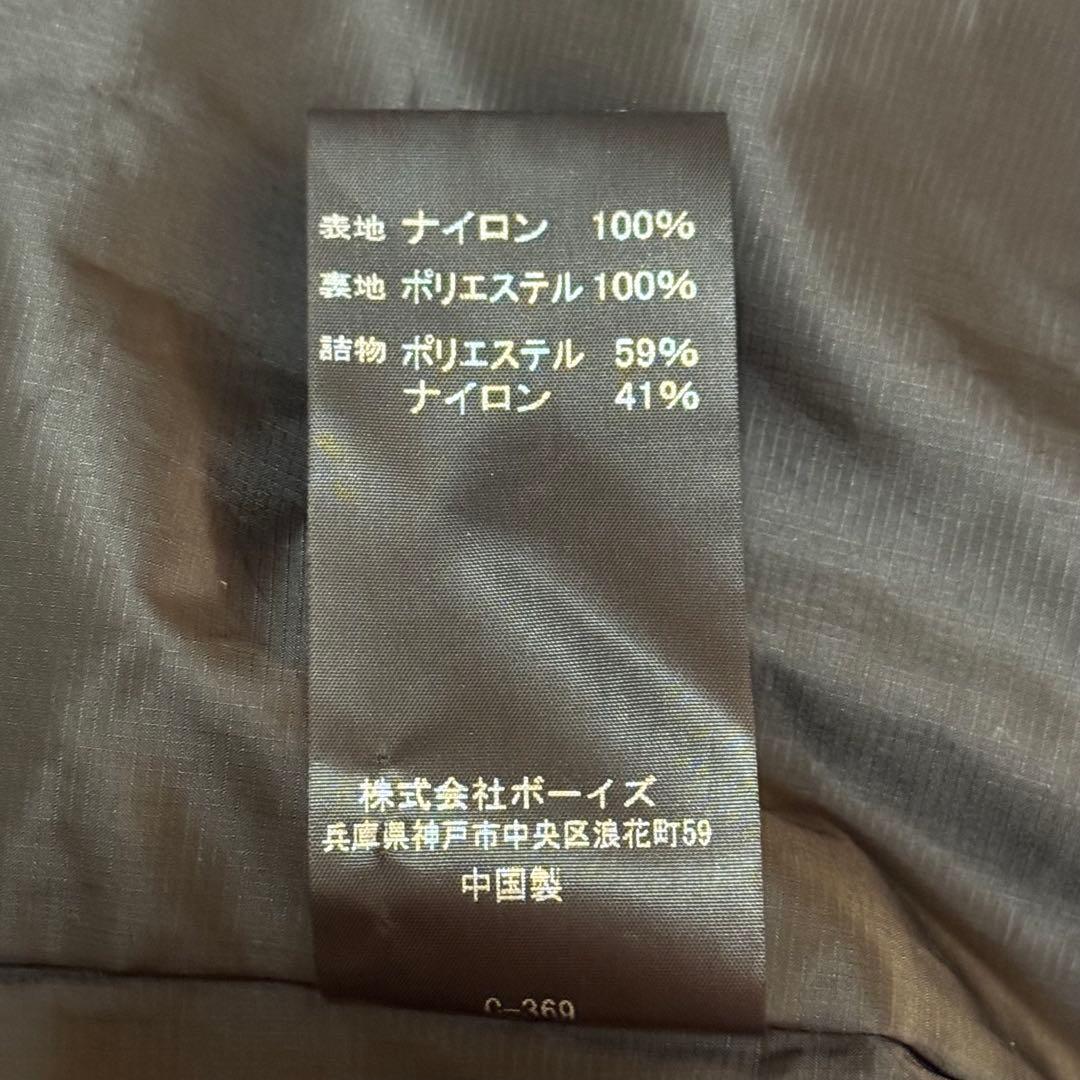 表地 ナイロン 100%
裏地 ポリエステル 100%
詰物 ポリエステル 59%
ナイロン 41%
株式会社ボーイズ
兵庫県神戸市中央区浪花町59
中国製
C-369